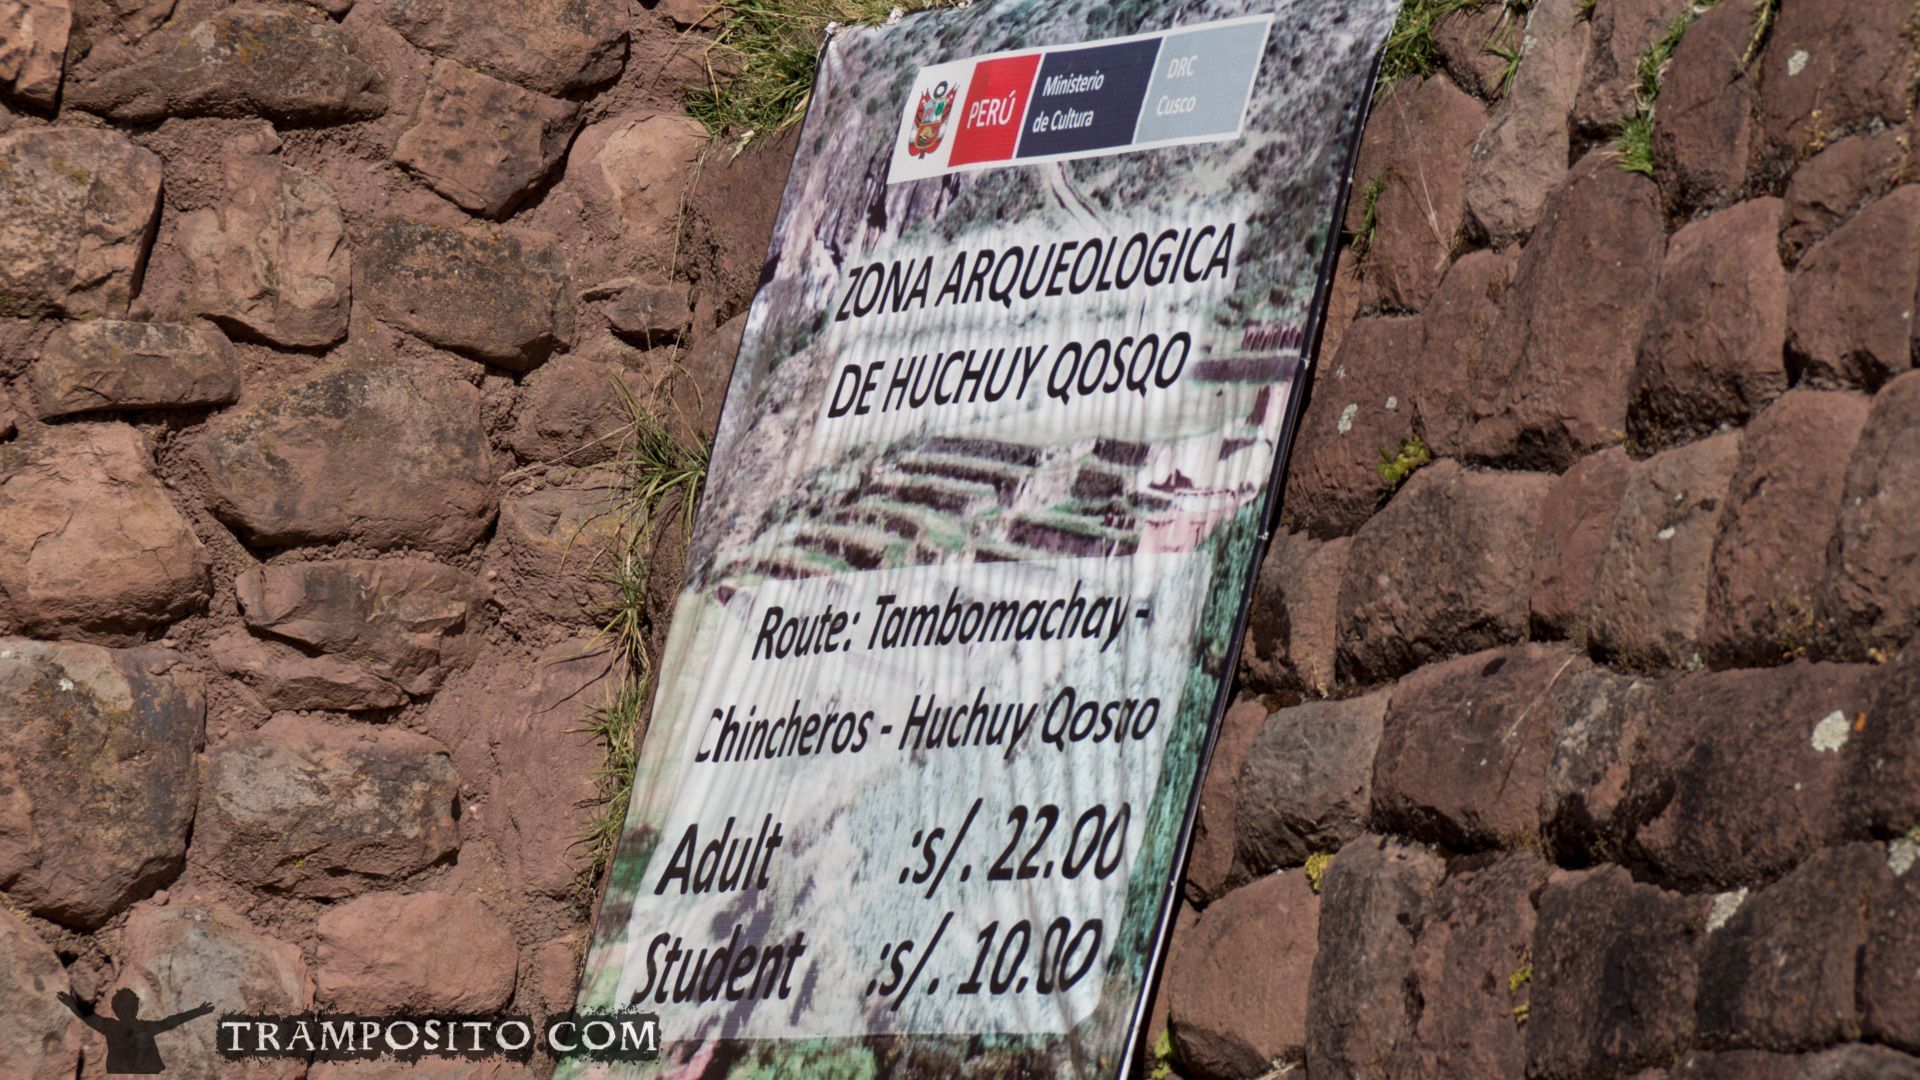 PERÚ
Ministerio
de Cultura
DRC
Cusco
ZONA ARQUEOLOGICA
DE HUCHUY QOSQO
Route: Tambomachay -
Chincheros - Huchuy Qosqo
Adult :s/. 22.00
Student :s/. 10.00
TRAMPOSITO COM